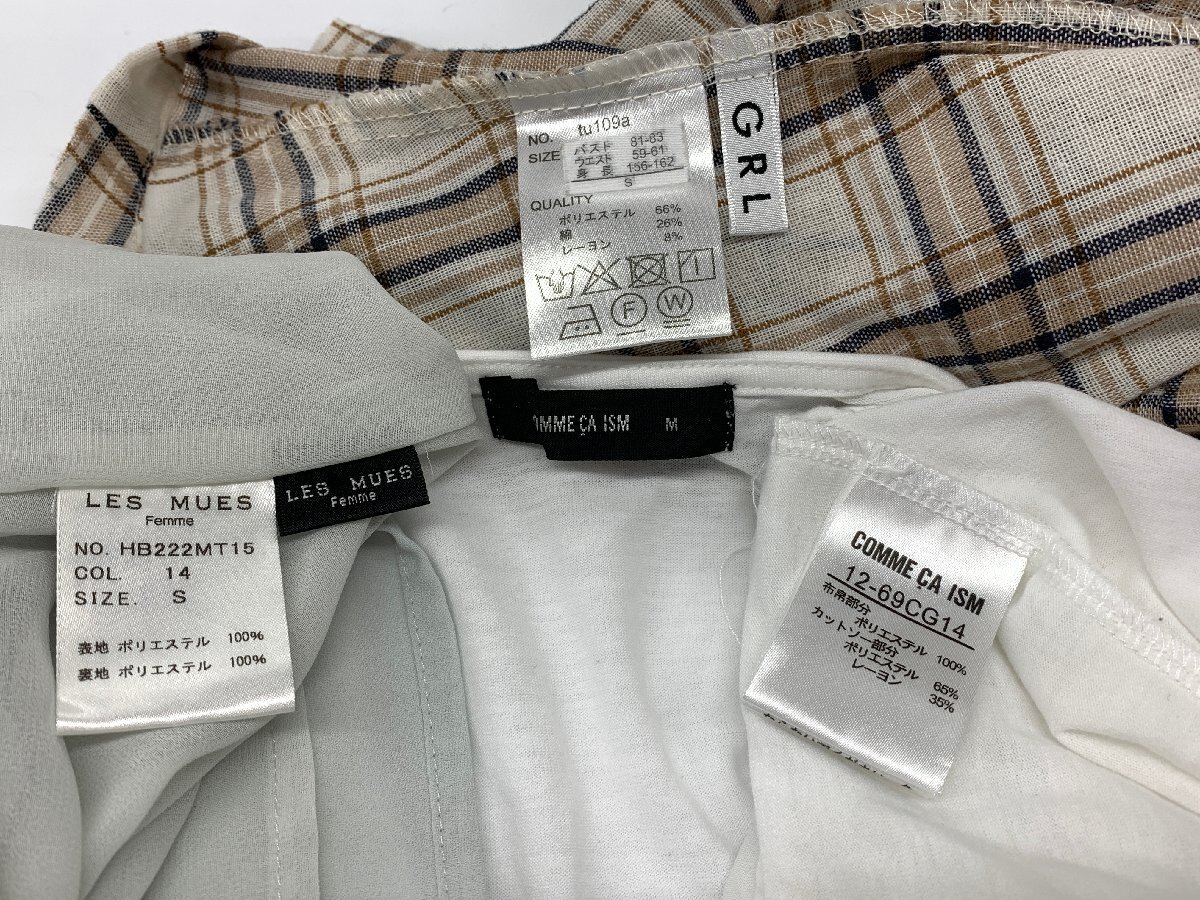 NO. tu109a
SIZE
バスト 81-83
ウエスト 59-61
身 長 156-162
S
QUALITY
ポリエステル 66%
綿 26%
レーヨン 8%
F W
GRL
COMME ÇA ISM M
LES MUES
Femme
LES MUES
Femme
NO. HB222MT15
COL. 14
SIZE. S
表地 ポリエステル 100%
裏地 ポリエステル 100%
COMME ÇA ISM
12-69CG14
布帛部分
ポリエステル 100%
カットソー部分
ポリエステル 65%
レーヨン 35%